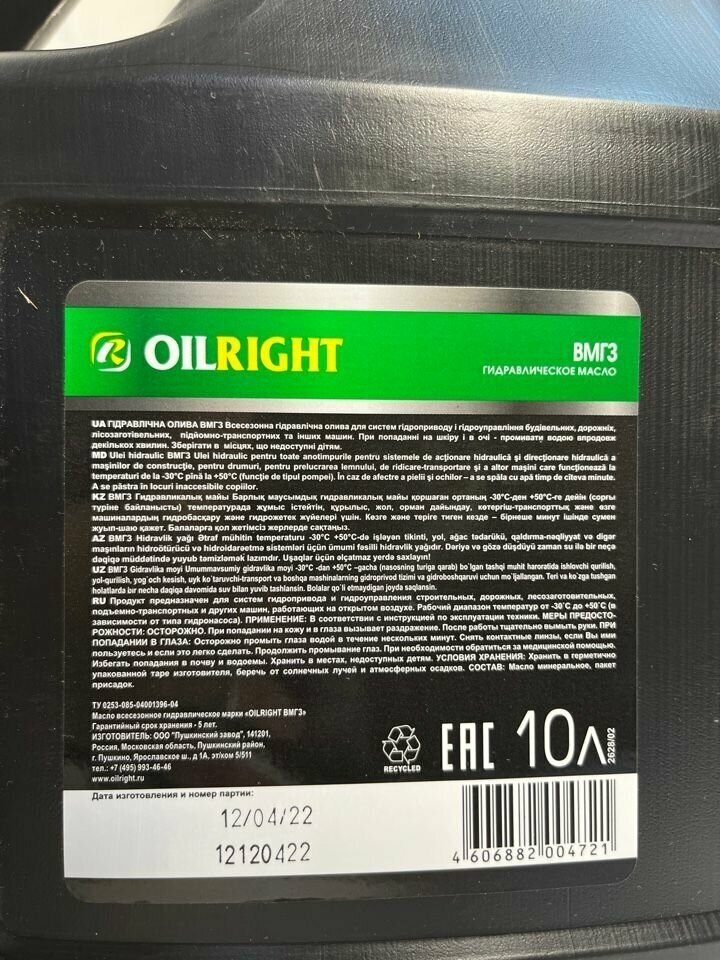 OILRIGHT
ВМГЗ
ГИДРАВЛИЧЕСКОЕ МАСЛО
UA ГІДРАВЛІЧНА ОЛИВА ВМГЗ Всесезонна гідравлічна олива для систем гідроприводу і гідроуправління будівельних, дорожніх,
лісозаготівельних, підйомно-транспортних та інших машин. При попаданні на шкіру і в очі - промивати водою впродовж
декількох хвилин. Зберігати в місцях, що недоступні дітям.
MD Ulei hidraulic ВМГЗ Ulei hidraulic pentru toate anotimpurile pentru sistemele de acționare hidraulică și direcționare hidraulică a
mașinilor de construcție, pentru drumuri, pentru prelucrarea lemnului, de ridicare-transportare și a altor mașini care funcționează la
temperaturi de la -30°C pînă la +50°C (funcție de tipul pompei). În caz de afectare a pielii și ochilor – a se spăla cu apă timp de cîteva minute.
A se păstra în locuri inaccesibile copiilor.
KZ ВМГЗ Гидравликалық майы Барлық маусымдық гидравликалық майы қоршаған ортаның -30°С-ден +50°С-ге дейін (сорғы
түріне байланысты) температурада жұмыс істейтін, құрылыс, жол, орман дайындау, көтергіш-транспорттық және өзге
машиналардың гидробасқару және гидрожетек жүйелері үшін. Көзге және теріге тиген кезде – бірнеше минут ішінде сумен
жуып-шаю қажет. Балаларға қол жетімсіз жерлерде сақтаңыз.
AZ ВМГЗ Hidravlik yağı Ətraf mühitin temperaturu -30°C +50°C-də işləyən tikinti, yol, ağac tədarükü, qaldırma-nəqliyyat və digər
maşınların hidroötürücü və hidroidarəetmə sistemləri üçün ümumi fəsilli hidravlik yağıdır. Dəriyə və gözə düşdüyü zaman su ilə bir neçə
dəqiqə müddətində yuyub təmizləmək lazımdır. Uşaqlar üçün əlçatmaz yerdə saxlayın!
UZ ВМГЗ Gidravlika moyi Umummavsumiy gidravlika moyi -30°C -dan +50°C –gacha (nasosning turiga qarab) bo`lgan tashqi muhit haroratida ishlovchi qurilish,
yol-qurilish, yog`och kesish, uyk ko`taruvchi-transport va boshqa mashinalarning gidroprivod tizimi va gidroboshqaruvi uchun mo`ljallangan. Teri va ko`zga tushgan
holatlarda bir necha daqiqa davomida suv bilan yuvib tashlansin. Bolalar qo`li etmaydigan joyda saqlansin.
RU Продукт предназначен для систем гидропривода и гидроуправления строительных, дорожных, лесозаготовительных,
подъемно-транспортных и других машин, работающих на открытом воздухе. Рабочий диапазон температур от -30˚С до +50˚С (в
зависимости от типа гидронасоса). ПРИМЕНЕНИЕ: В соответствии с инструкцией по эксплуатации техники. МЕРЫ ПРЕДОСТО-
РОЖНОСТИ: ОСТОРОЖНО. При попадании на кожу и в глаза вызывает раздражение. После работы тщательно вымыть руки. ПРИ
ПОПАДАНИИ В ГЛАЗА: Осторожно промыть глаза водой в течение нескольких минут. Снять контактные линзы, если Вы ими
пользуетесь и если это легко сделать. Продолжить промывание глаз. При необходимости обратиться за медицинской помощью.
Избегать попадания в почву и водоемы. Хранить в местах, недоступных детям. УСЛОВИЯ ХРАНЕНИЯ: Хранить в герметично
упакованной таре изготовителя, беречь от солнечных лучей и атмосферных осадков. СОСТАВ: Масло минеральное, пакет
присадок.
ТУ 0253-085-04001396-04
Масло всесезонное гидравлическое марки «OILRIGHT ВМГЗ»
Гарантийный срок хранения - 5 лет.
ИЗГОТОВИТЕЛЬ: ООО "Пушкинский завод", 141201,
Россия, Московская область, Пушкинский район,
г. Пушкино, Ярославское ш., д 1А, эт/ком 5/511
тел.: +7 (495) 993-46-46
www.oilright.ru
RECYCLED
EAC
10л
2628/02
Дата изготовления и номер партии:
12/04/22
12120422
4 606882 004721